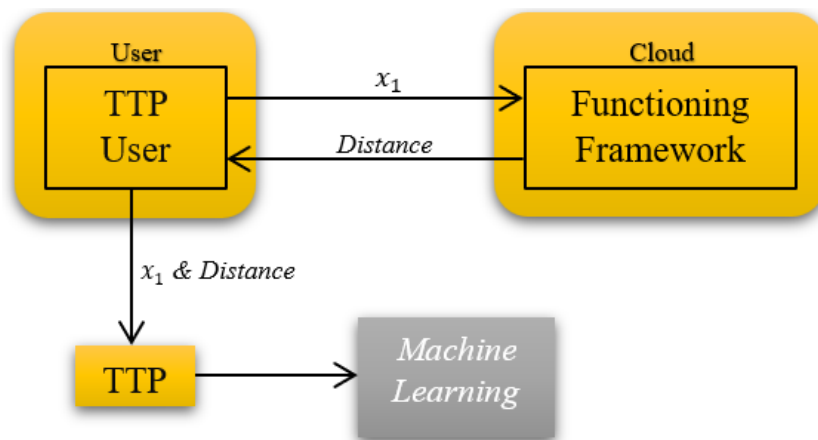 User
TTP
User
x₁
Distance
Cloud
Functioning
Framework
x₁ & Distance
TTP
Machine
Learning